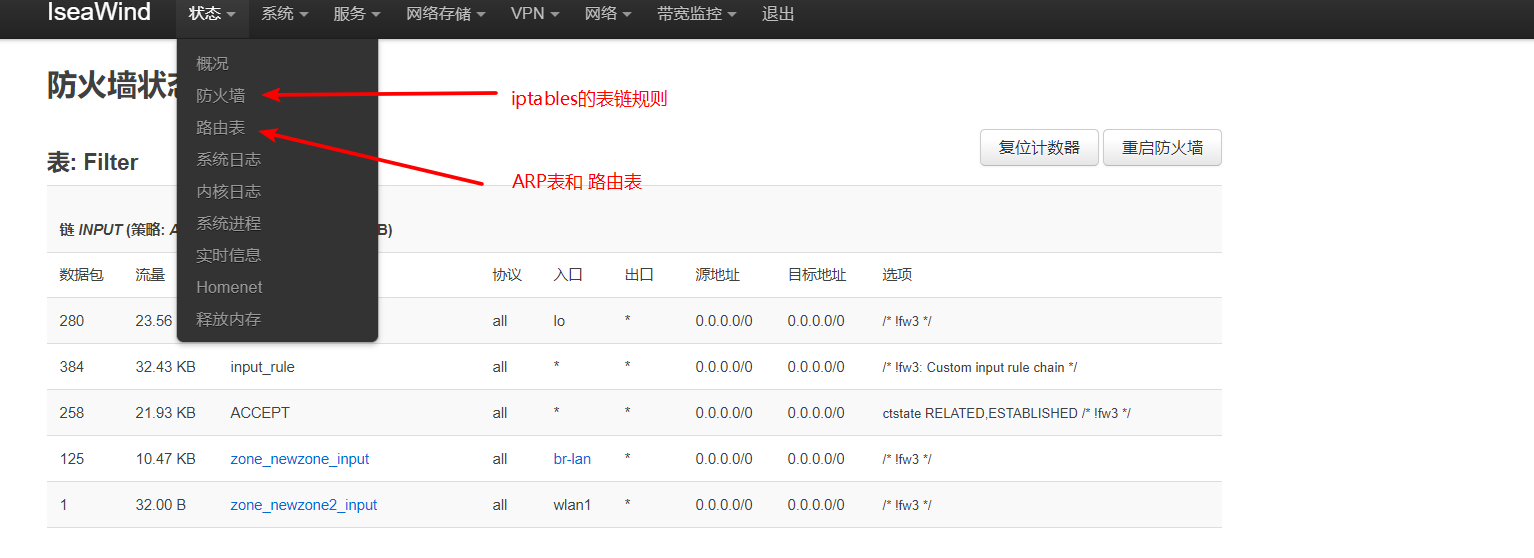 IseaWind 状态 系统 服务 网络存储 VPN 网络 带宽监控 退出
概况
防火墙状态
防火墙
iptables的表链规则
路由表
表: Filter
复位计数器 重启防火墙
系统日志
ARP表和 路由表
内核日志
系统进程
链 INPUT (策略: B)
实时信息
数据包 流量 协议 入口 出口 源地址 目标地址 选项
Homenet
释放内存
280 23.56 all lo * 0.0.0.0/0 0.0.0.0/0 /* !fw3 */
384 32.43 KB input_rule all * * 0.0.0.0/0 0.0.0.0/0 /* !fw3: Custom input rule chain */
258 21.93 KB ACCEPT all * * 0.0.0.0/0 0.0.0.0/0 ctstate RELATED,ESTABLISHED /* !fw3 */
125 10.47 KB zone_newzone_input all br-lan * 0.0.0.0/0 0.0.0.0/0 /* !fw3 */
1 32.00 B zone_newzone2_input all wlan1 * 0.0.0.0/0 0.0.0.0/0 /* !fw3 */